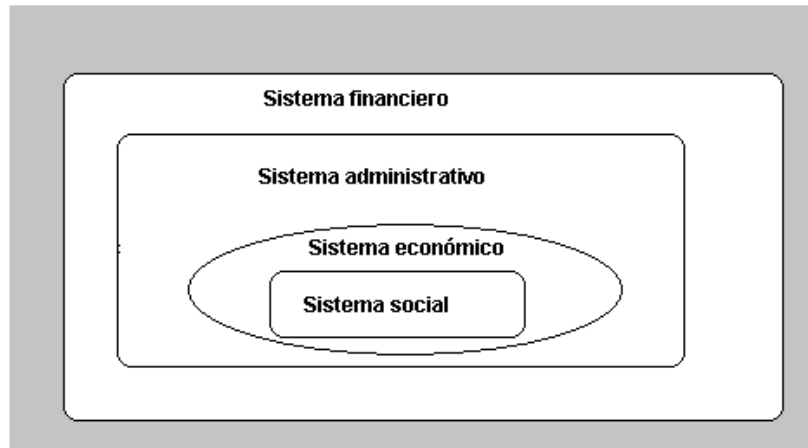 Sistema financiero
Sistema administrativo
Sistema económico
Sistema social